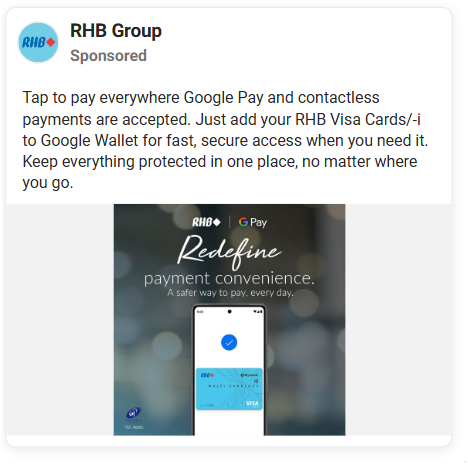 RHB RHB Group
Sponsored
Tap to pay everywhere Google Pay and contactless
payments are accepted. Just add your RHB Visa Cards/-i
to Google Wallet for fast, secure access when you need it.
Keep everything protected in one place, no matter where
you go.
RHB G Pay
Redefine
payment convenience.
A safer way to pay, every day.
RHB
MULTI CURRENCY
VISA
T&C Apply.